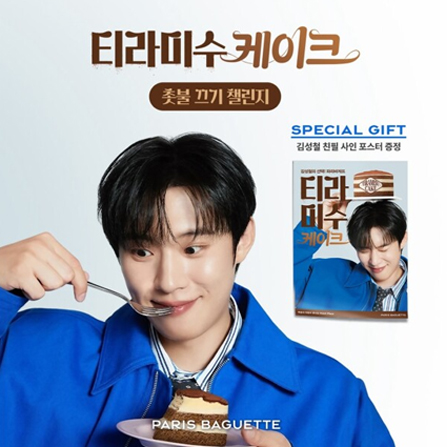 티라미수 케이크
촛불 끄기 챌린지
SPECIAL GIFT
김성철 친필 사인 포스터 증정
티라
미수
케이크
PARIS BAGUETTE